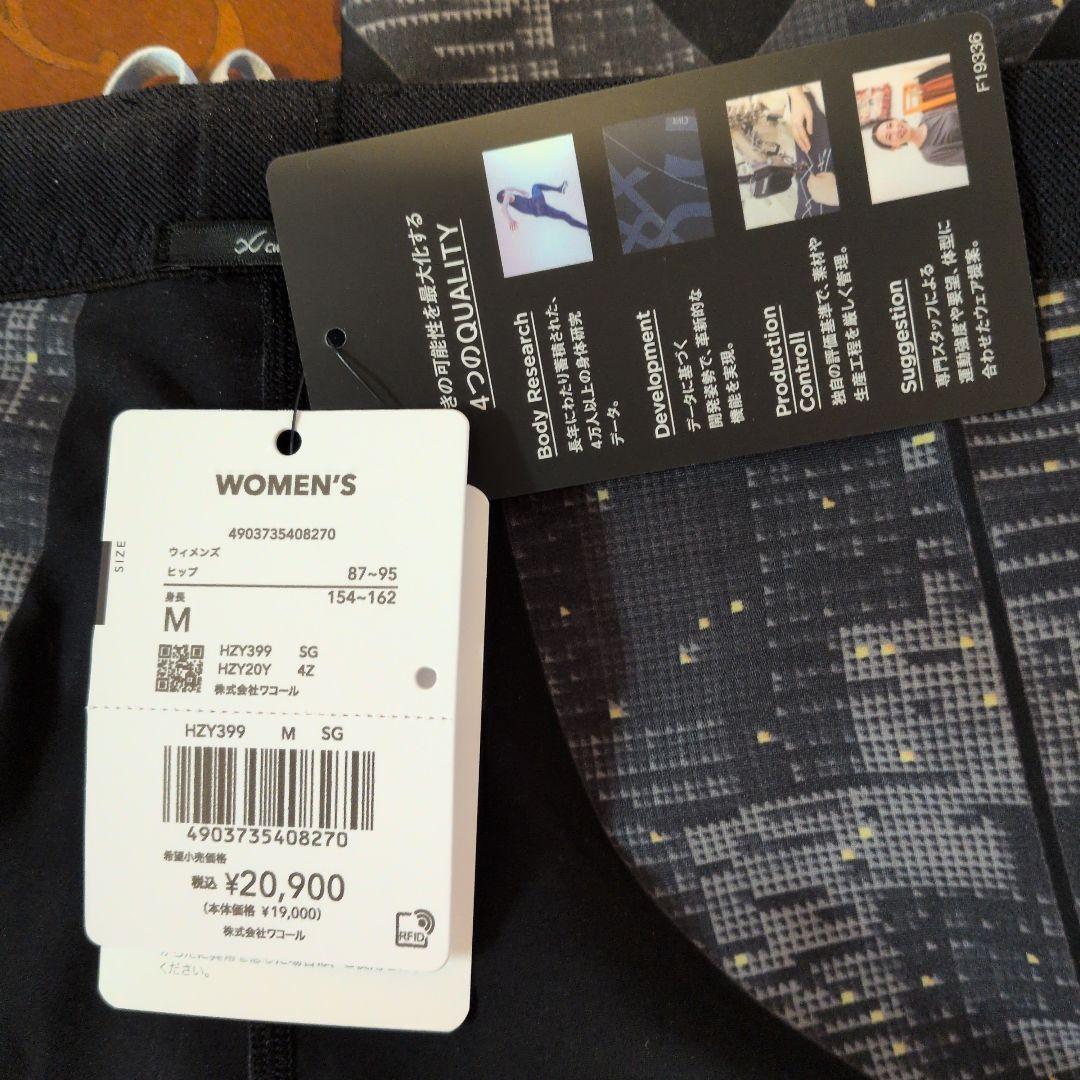 きの可能性を最大化する
4つのQUALITY
Body Research
長年にわたり蓄積された、
4万人以上の身体研究
データ。
Development
データに基づく
開発姿勢で、革新的な
機能を実現。
Production
Controll
独自の評価基準で、素材や
生産工程を厳しく管理。
Suggestion
専門スタッフによる
運動強度や要望、体型に
合わせたウェア提案。
F19336
WOMEN'S
4903735408270
SIZE
ウィメンズ
ヒップ 87~95
身長 154~162
M
HZY399 SG
HZY20Y 4Z
株式会社ワコール
HZY399 M SG
4903735408270
希望小売価格
税込 ¥20,900
(本体価格 ¥19,000)
株式会社ワコール
RFID
ください。